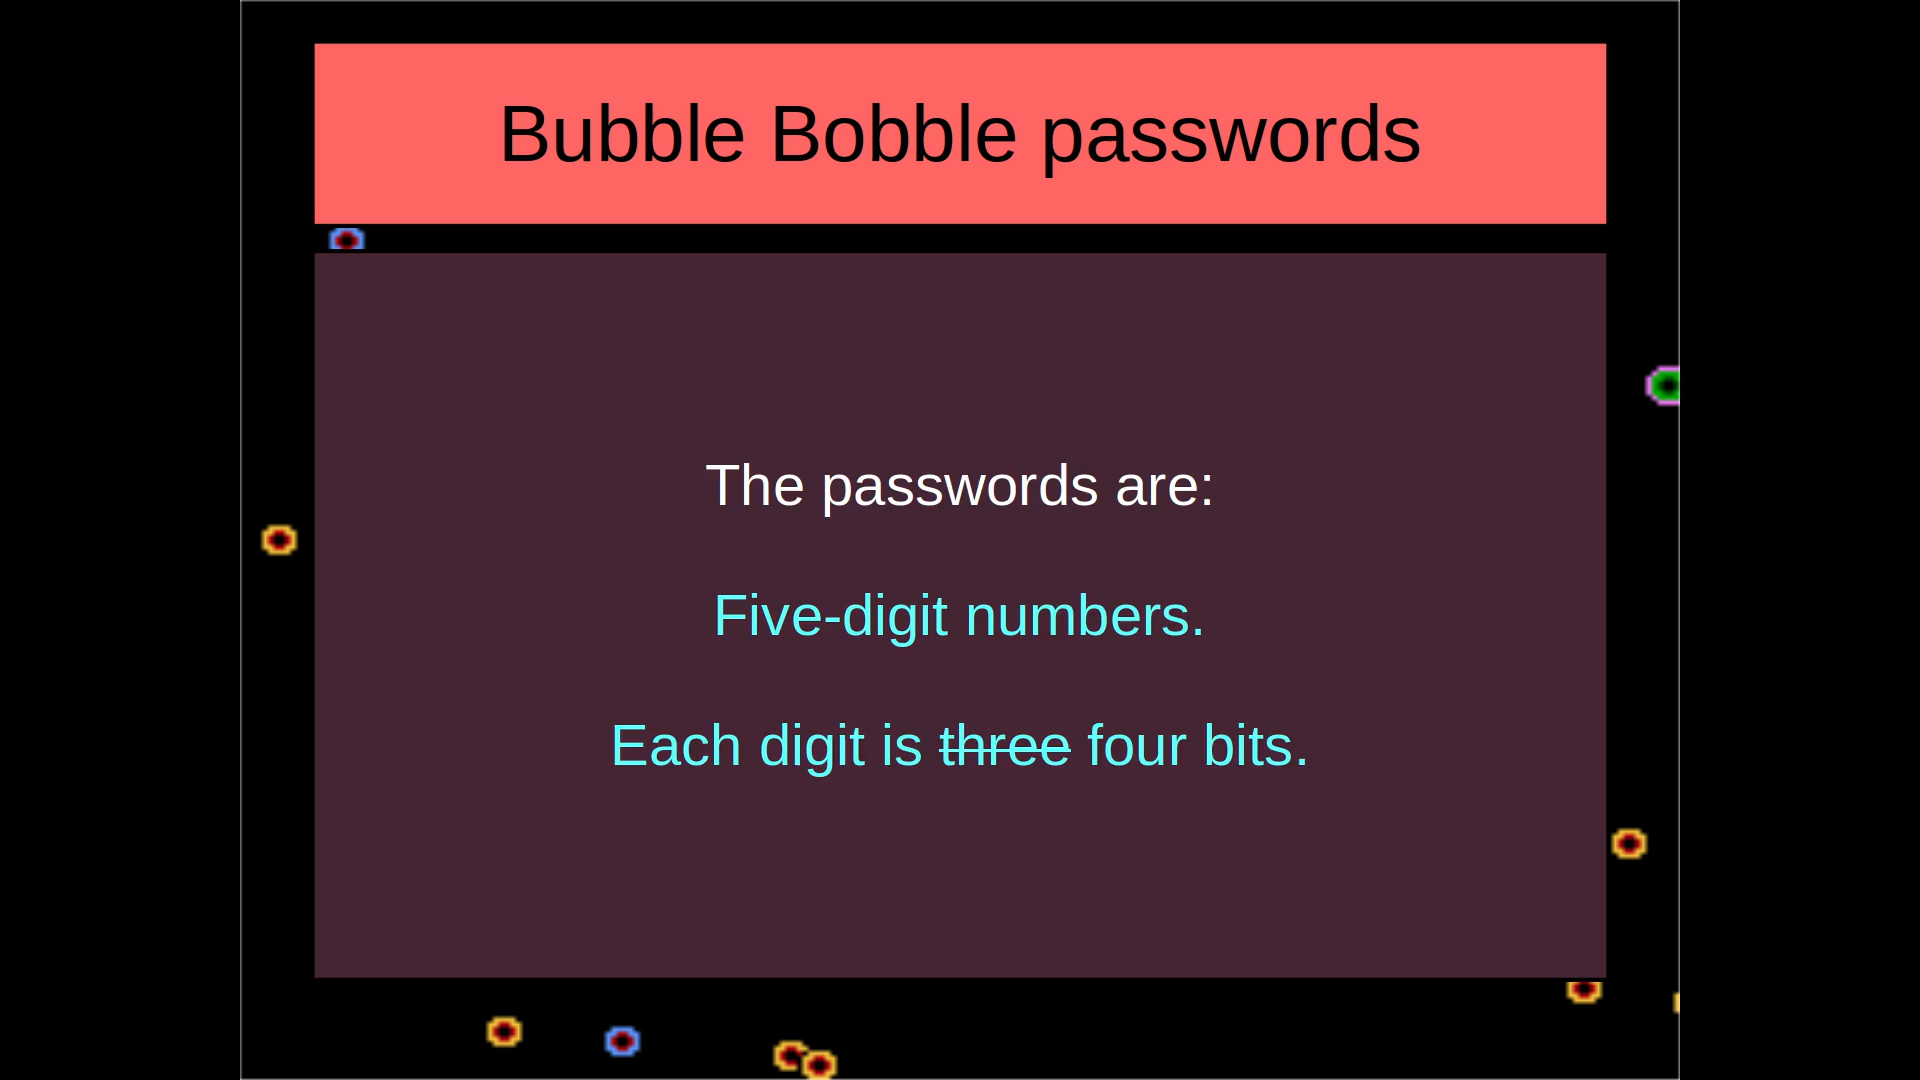 Bubble Bobble passwords
The passwords are:
Five-digit numbers.
Each digit is three four bits.